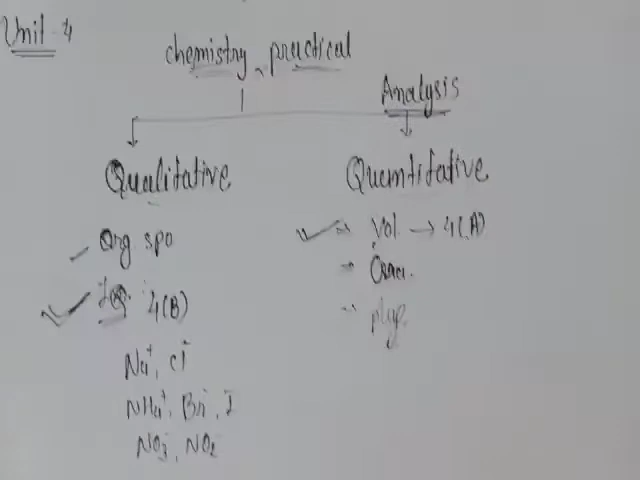 Unit-4
chemistry practical
Analysis
Qualitative
Org spo
4(B)
Na⁺, Cl⁻
NH₄⁺, Br⁻, I
NO₃⁻, NO₂⁻
Quantitative
Vol. → 4(A)